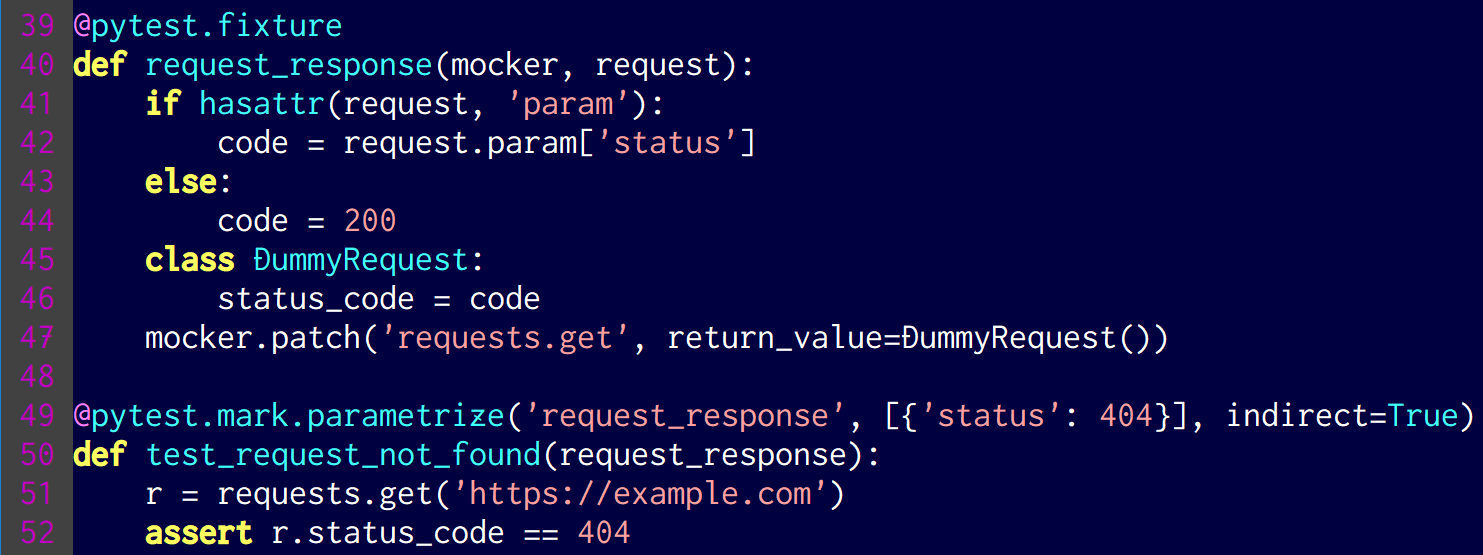 39 @pytest.fixture
40 def request_response(mocker, request):
41     if hasattr(request, 'param'):
42         code = request.param['status']
43     else:
44         code = 200
45     class DummyRequest:
46         status_code = code
47     mocker.patch('requests.get', return_value=DummyRequest())
48
49 @pytest.mark.parametrize('request_response', [{'status': 404}], indirect=True)
50 def test_request_not_found(request_response):
51     r = requests.get('https://example.com')
52     assert r.status_code == 404